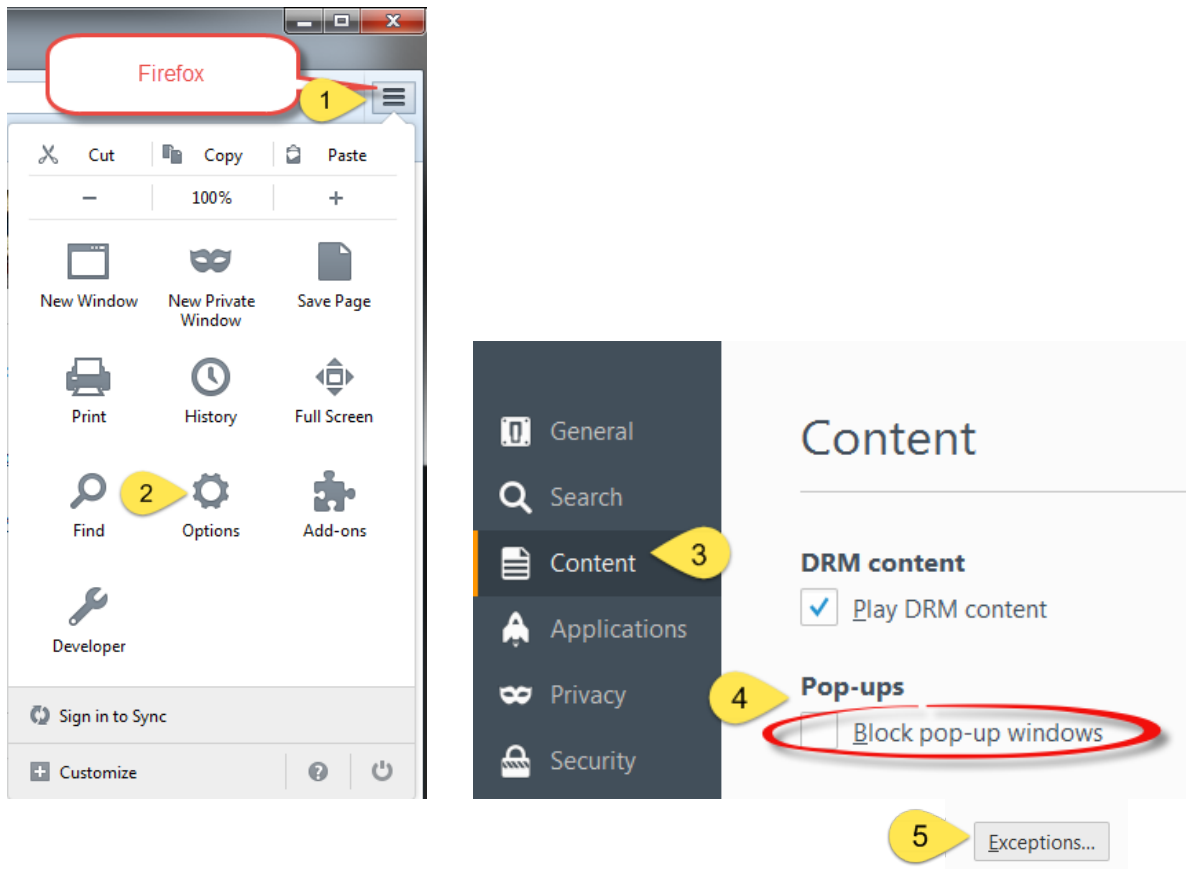 Firefox
1
Cut Copy Paste
− 100% +
New Window New Private Window Save Page
Print History Full Screen
2
Find Options Add-ons
Developer
Sign in to Sync
Customize ?
General
Search
Content
3
Applications
Privacy
Security
Content
DRM content
Play DRM content
4
Pop-ups
Block pop-up windows
5
Exceptions...